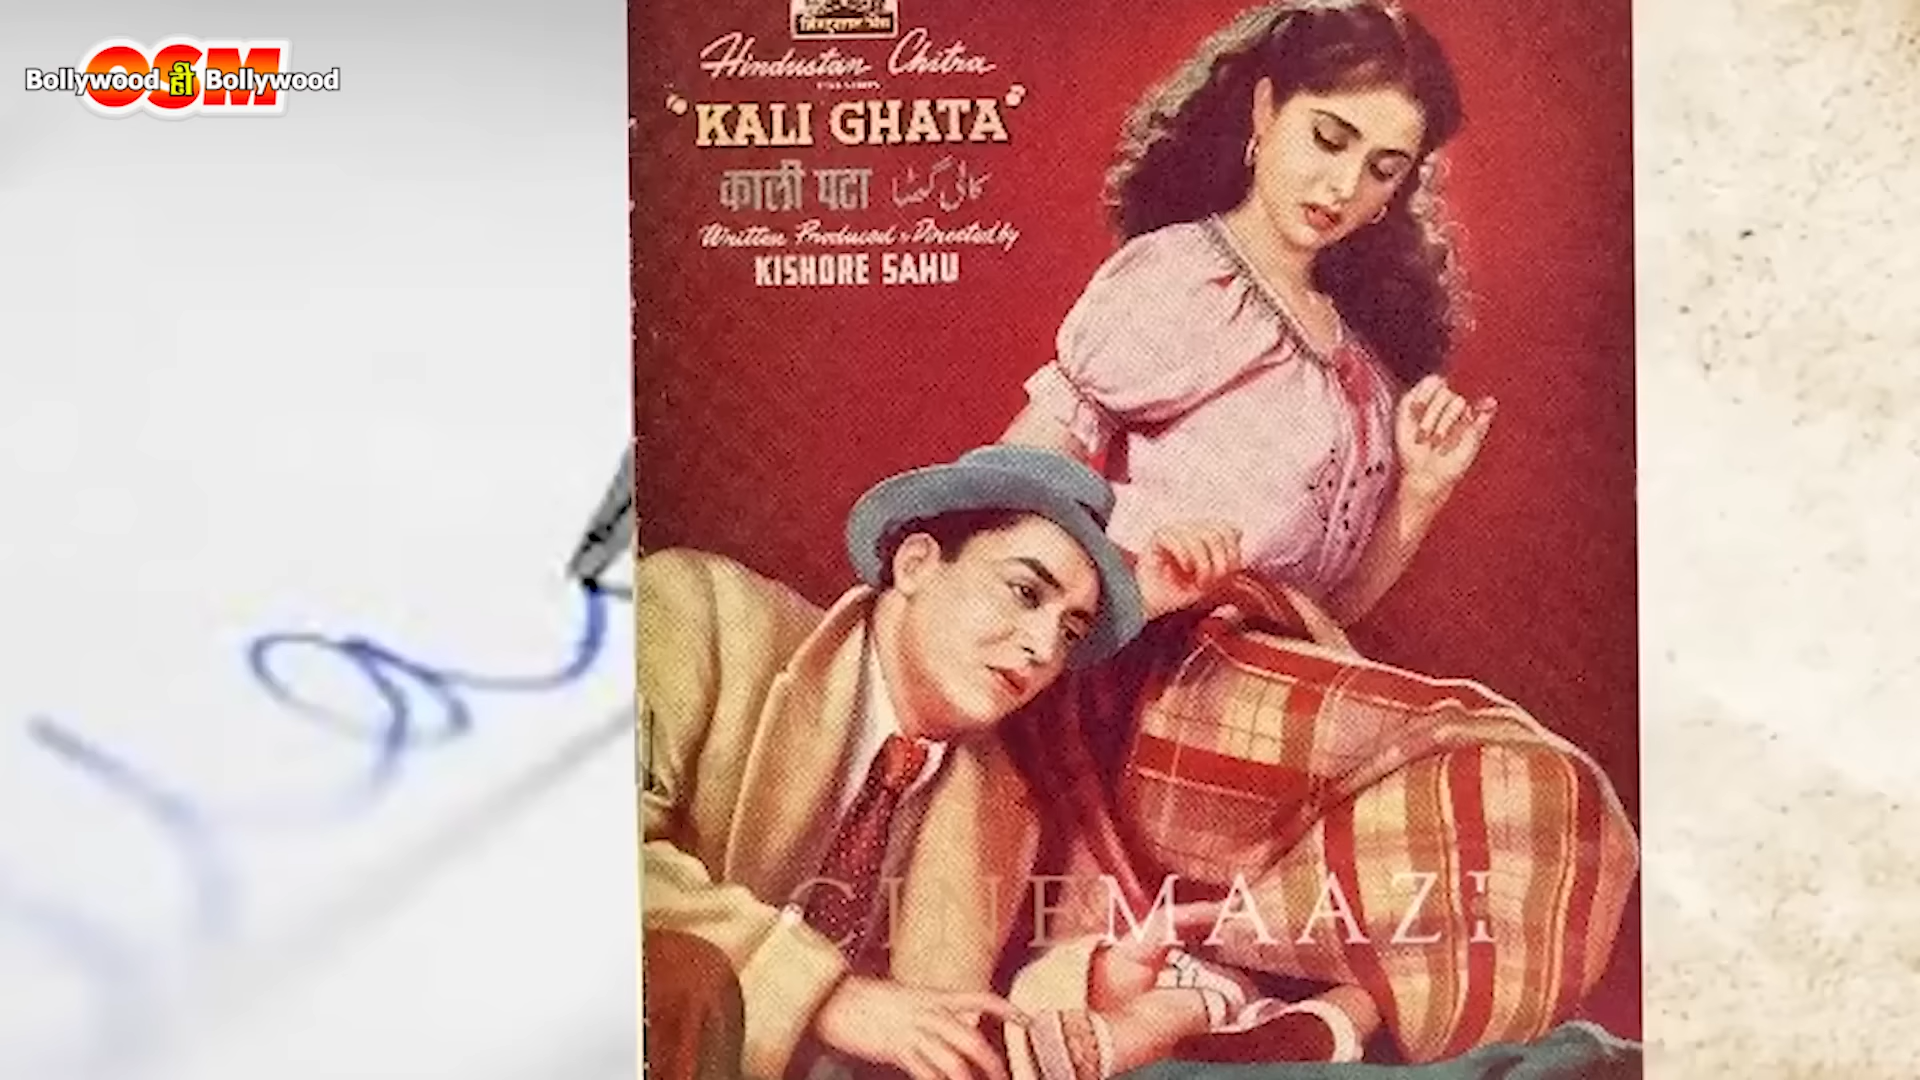 OSM
Bollywood ही Bollywood
Hindustan Chitra
"KALI GHATA"
काली घटा کالی گھٹا
Written Produced & Directed by
KISHORE SAHU
CINEMAAZI